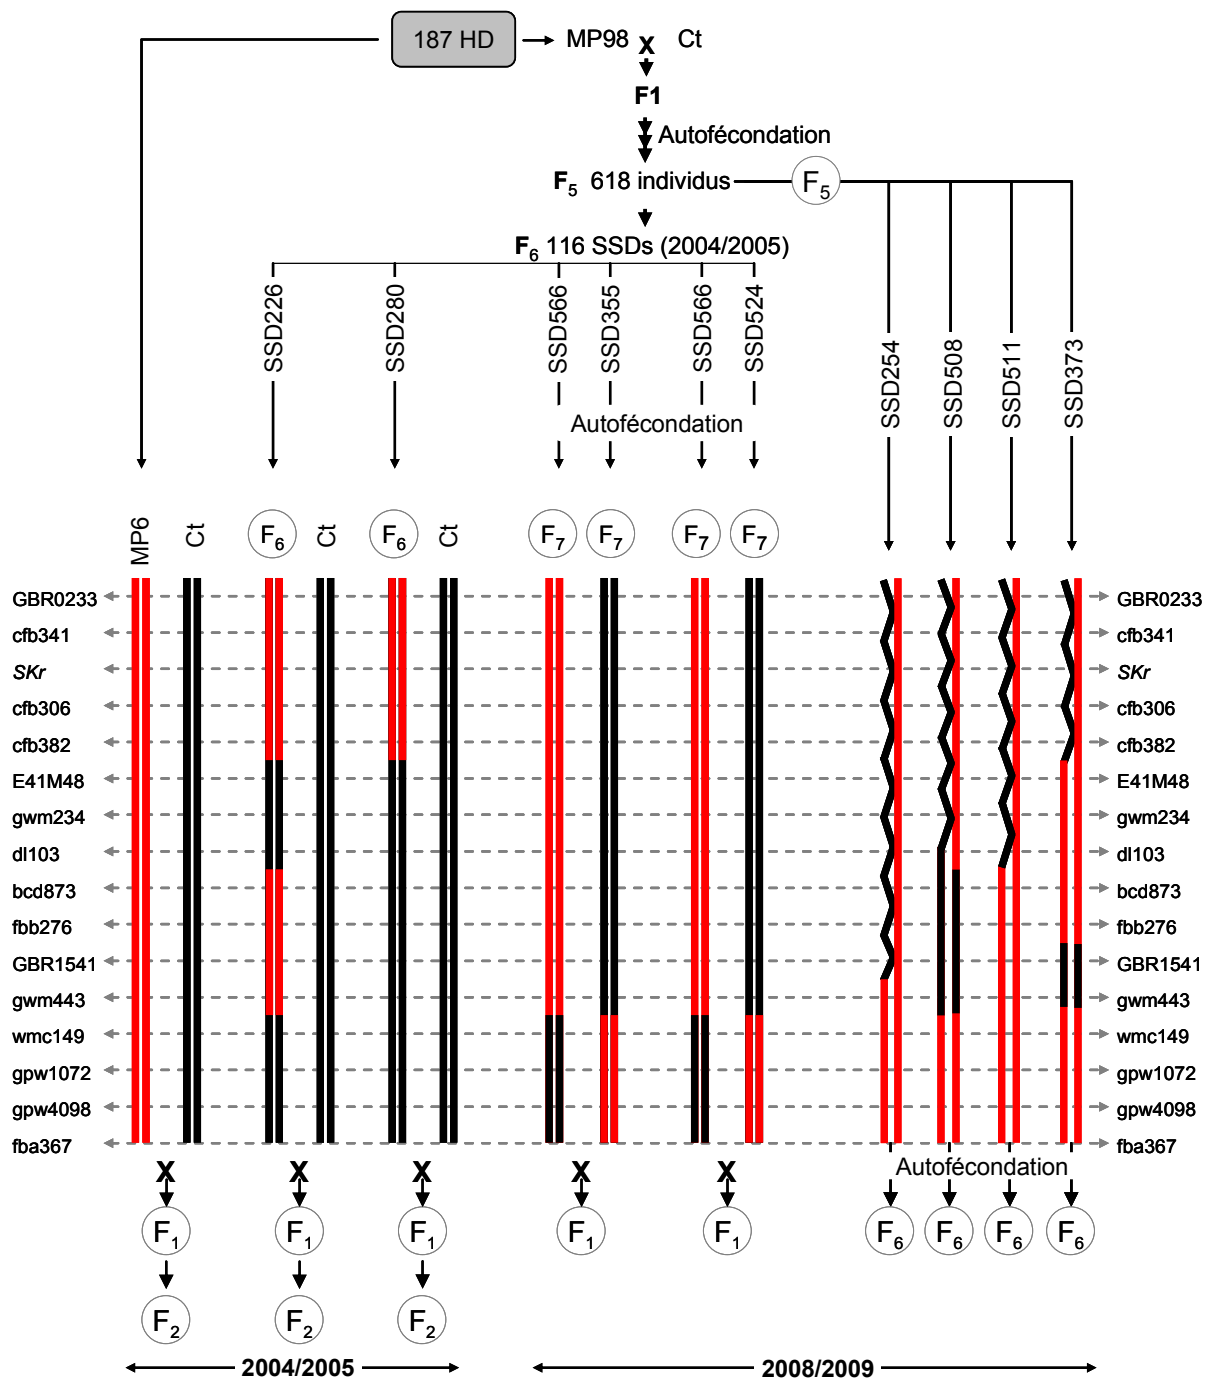 187 HD
MP98 X Ct
F1
Autofécondation
F5 618 individus
F5
F6 116 SSDs (2004/2005)
SSD226
SSD280
SSD566
SSD355
SSD566
SSD524
SSD254
SSD508
SSD511
SSD373
Autofécondation
MP6
Ct
F6
Ct
F6
Ct
F7
F7
F7
F7
GBR0233
cfb341
SKr
cfb306
cfb382
E41M48
gwm234
dl103
bcd873
fbb276
GBR1541
gwm443
wmc149
gpw1072
gpw4098
fba367
GBR0233
cfb341
SKr
cfb306
cfb382
E41M48
gwm234
dl103
bcd873
fbb276
GBR1541
gwm443
wmc149
gpw1072
gpw4098
fba367
X X X X X
Autofécondation
F1 F1 F1 F1 F1 F6 F6 F6 F6
F2 F2 F2
2004/2005
2008/2009